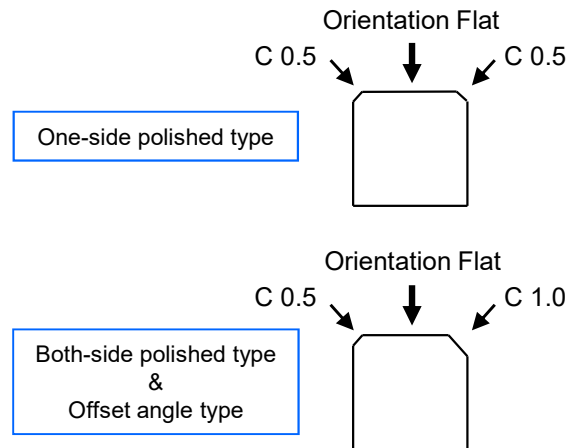 Orientation Flat
C 0.5
C 0.5
One-side polished type
Orientation Flat
C 0.5
C 1.0
Both-side polished type
&
Offset angle type